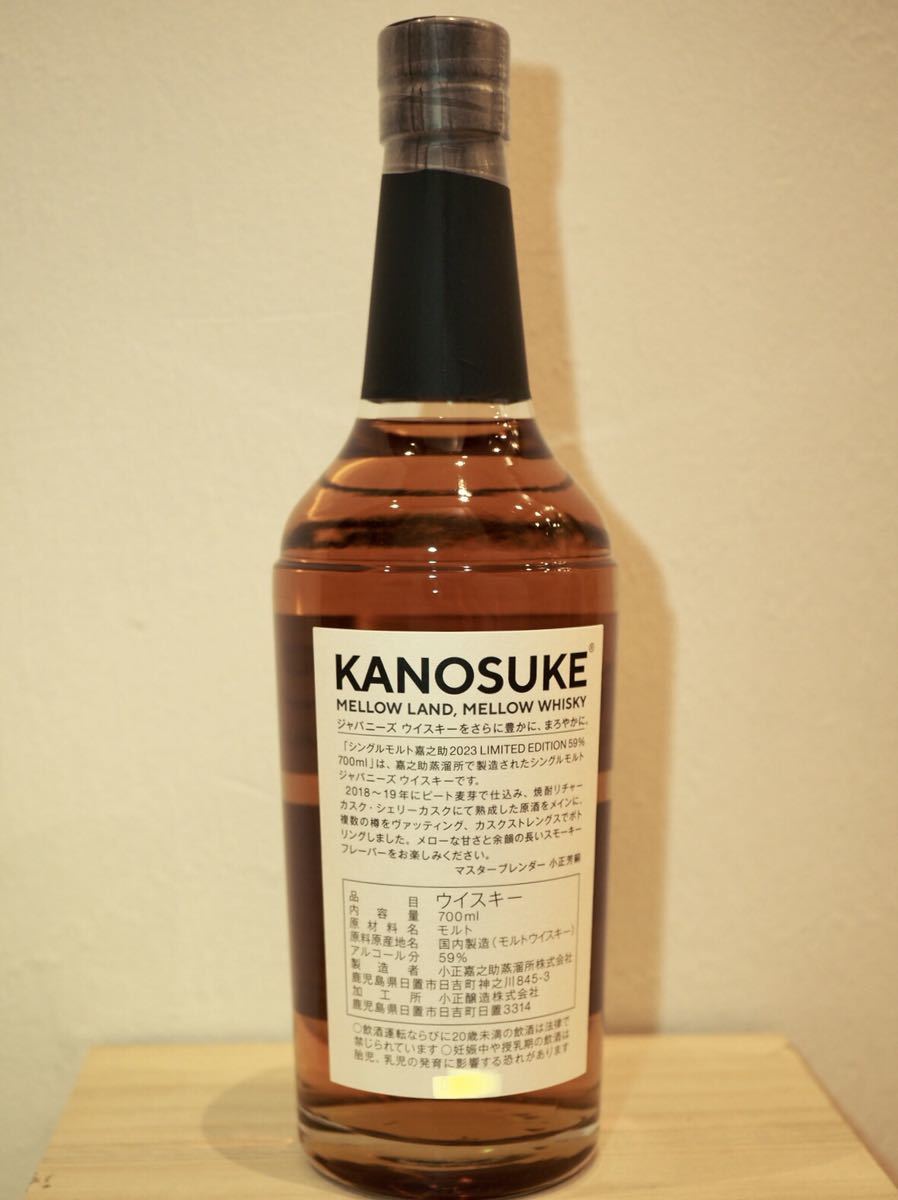 KANOSUKE®
MELLOW LAND, MELLOW WHISKY
ジャパニーズ ウイスキーをさらに豊かに、まろやかに。
「シングルモルト嘉之助2023 LIMITED EDITION 59%
700ml」は、嘉之助蒸溜所で製造されたシングルモルト
ジャパニーズ ウイスキーです。
2018～19年にピート麦芽で仕込み、焼酎リチャー
カスク・シェリーカスクにて熟成した原酒をメインに、
複数の樽をヴァッティング、カスクストレングスでボト
リングしました。メローな甘さと余韻の長いスモーキー
フレーバーをお楽しみください。
マスターブレンダー 小正芳嗣
品目 ウイスキー
内容量 700ml
原材料名 モルト
原料原産地名 国内製造（モルトウイスキー）
アルコール分 59%
製造者 小正嘉之助蒸溜所株式会社
鹿児島県日置市日吉町神之川845-3
加工所 小正醸造株式会社
鹿児島県日置市日吉町日置3314
○飲酒運転ならびに20歳未満の飲酒は法律で
禁じられています ○妊娠中や授乳期の飲酒は
胎児、乳児の発育に影響する恐れがあります